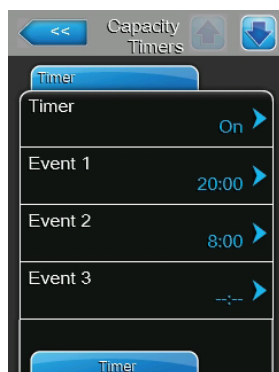 <<
Capacity
Timers
Timer
Timer
On
Event 1
20:00
Event 2
8:00
Event 3
--:--
Timer